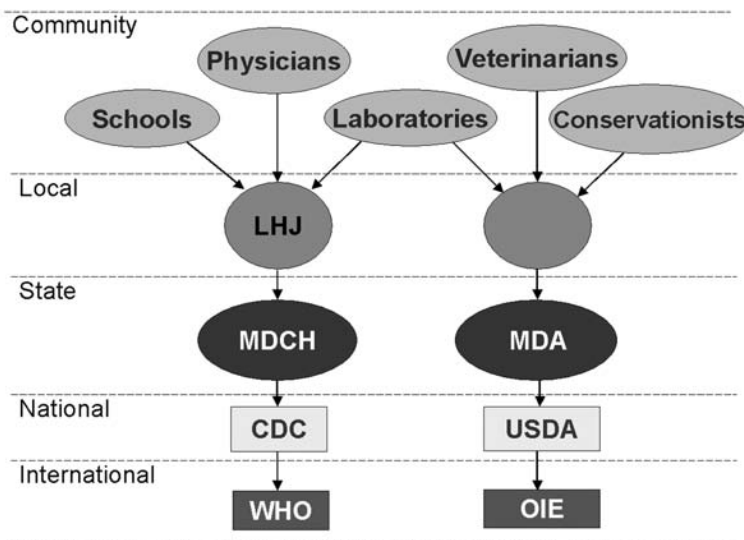 Community
Physicians
Veterinarians
Schools
Laboratories
Conservationists
Local
LHJ
State
MDCH
MDA
National
CDC
USDA
International
WHO
OIE